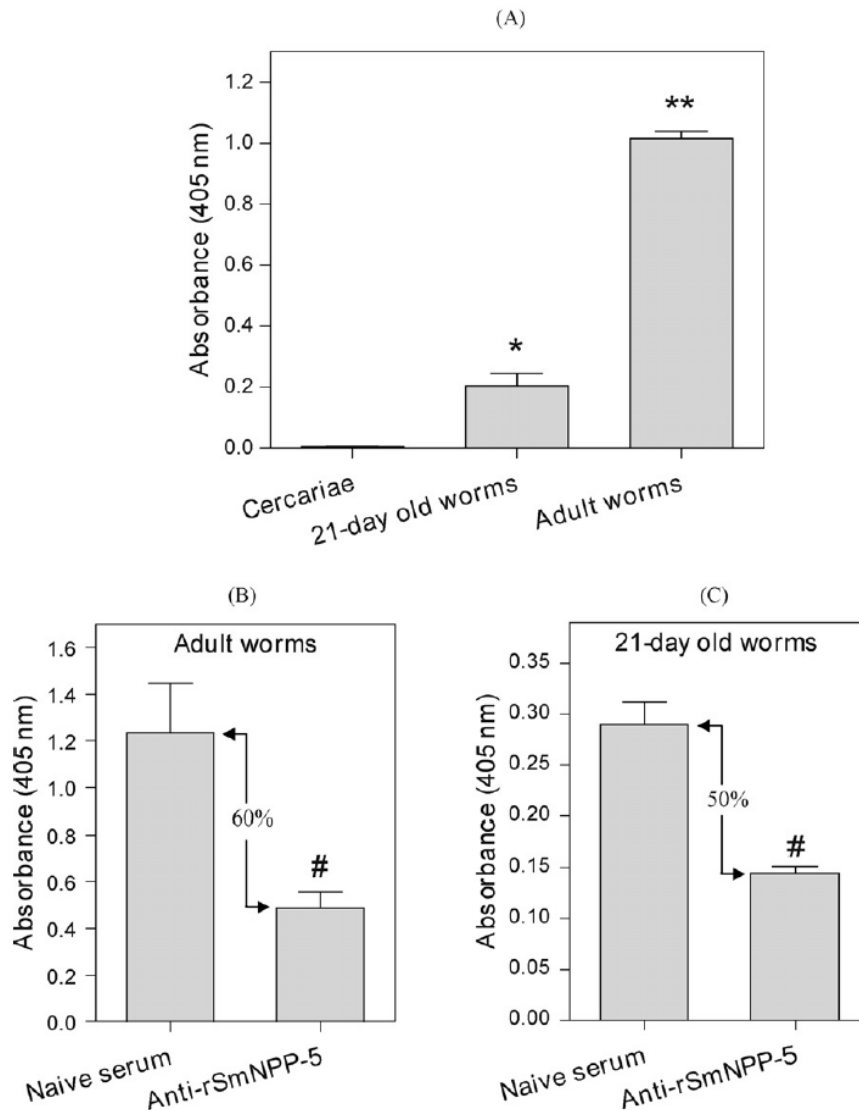 (A)
Absorbance (405 nm)
1.2
1.0
0.8
0.6
0.4
0.2
0.0
**
*
Cercariae
21-day old worms
Adult worms
(B)
Adult worms
Absorbance (405 nm)
1.6
1.4
1.2
1.0
0.8
0.6
0.4
0.2
0.0
60%
#
Naive serum
Anti-rSmNPP-5
(C)
21-day old worms
Absorbance (405 nm)
0.35
0.30
0.25
0.20
0.15
0.10
0.05
0.00
50%
#
Naive serum
Anti-rSmNPP-5